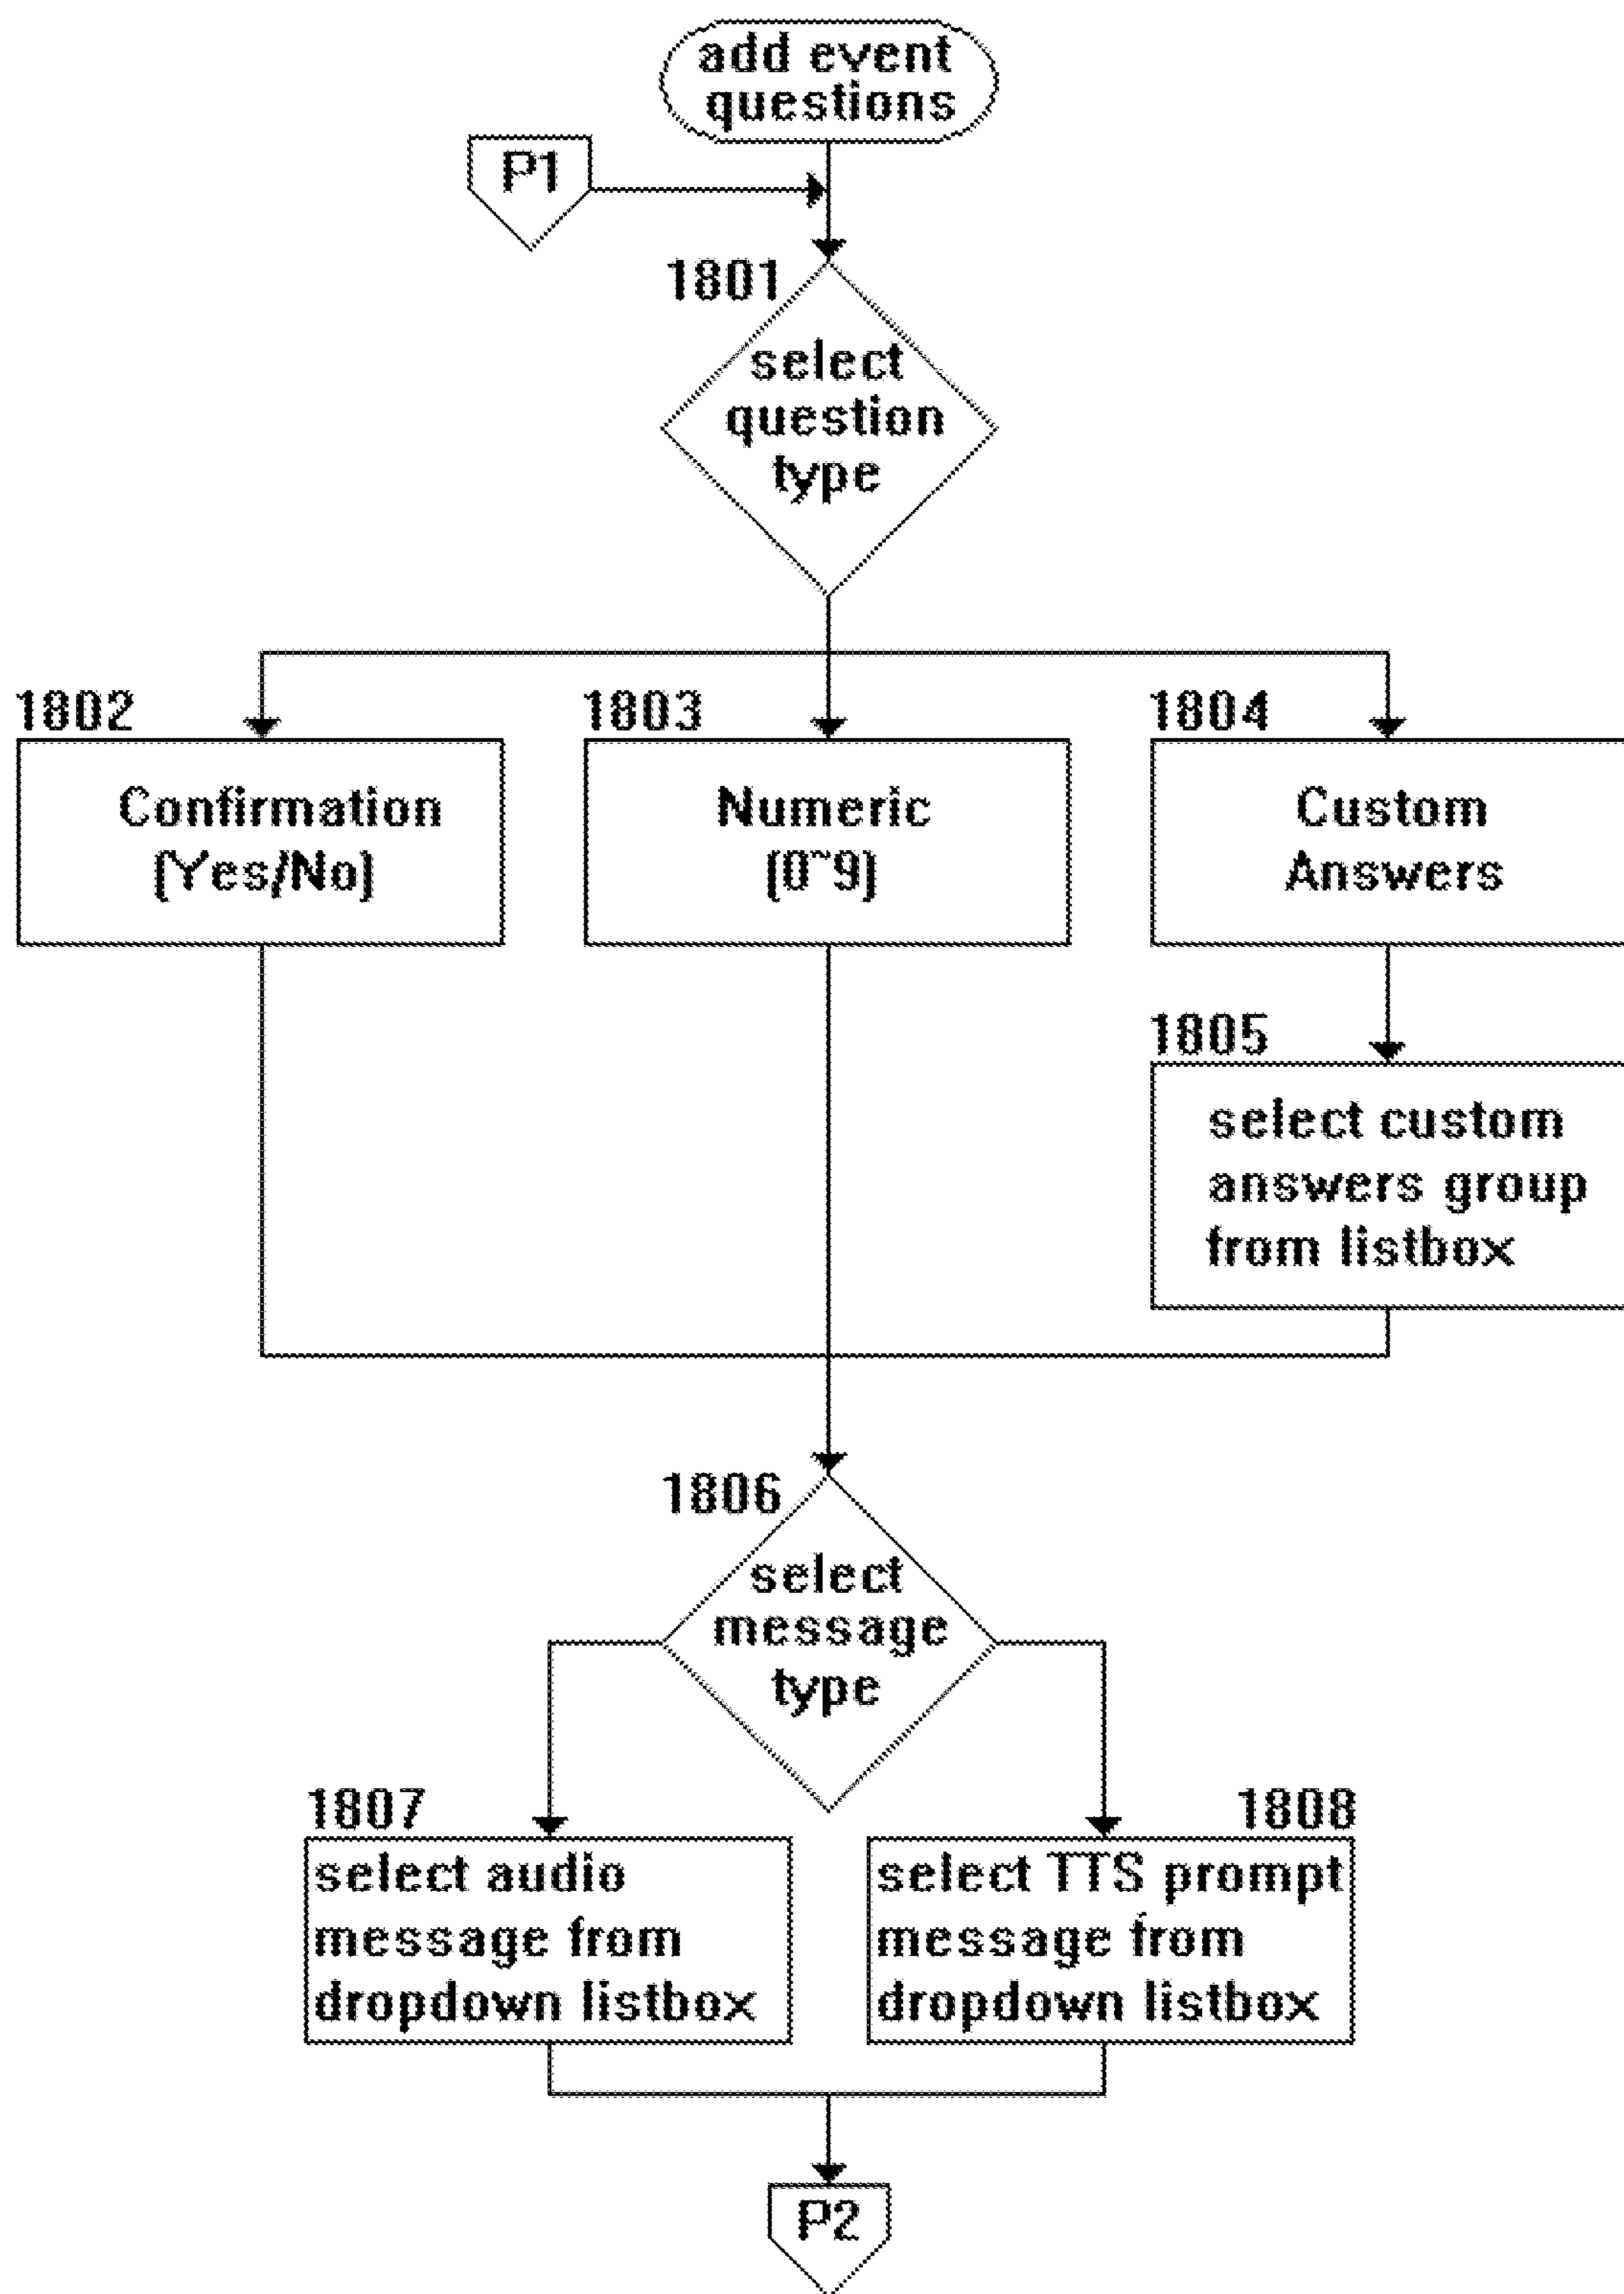 add event
questions
P1
1801
select
question
type
1802
1803
1804
Confirmation
(Yes/No)
Numeric
(0~9)
Custom
Answers
1805
select custom
answers group
from listbox
1806
select
message
type
1807
1808
select audio
message from
dropdown listbox
select TTS prompt
message from
dropdown listbox
P2